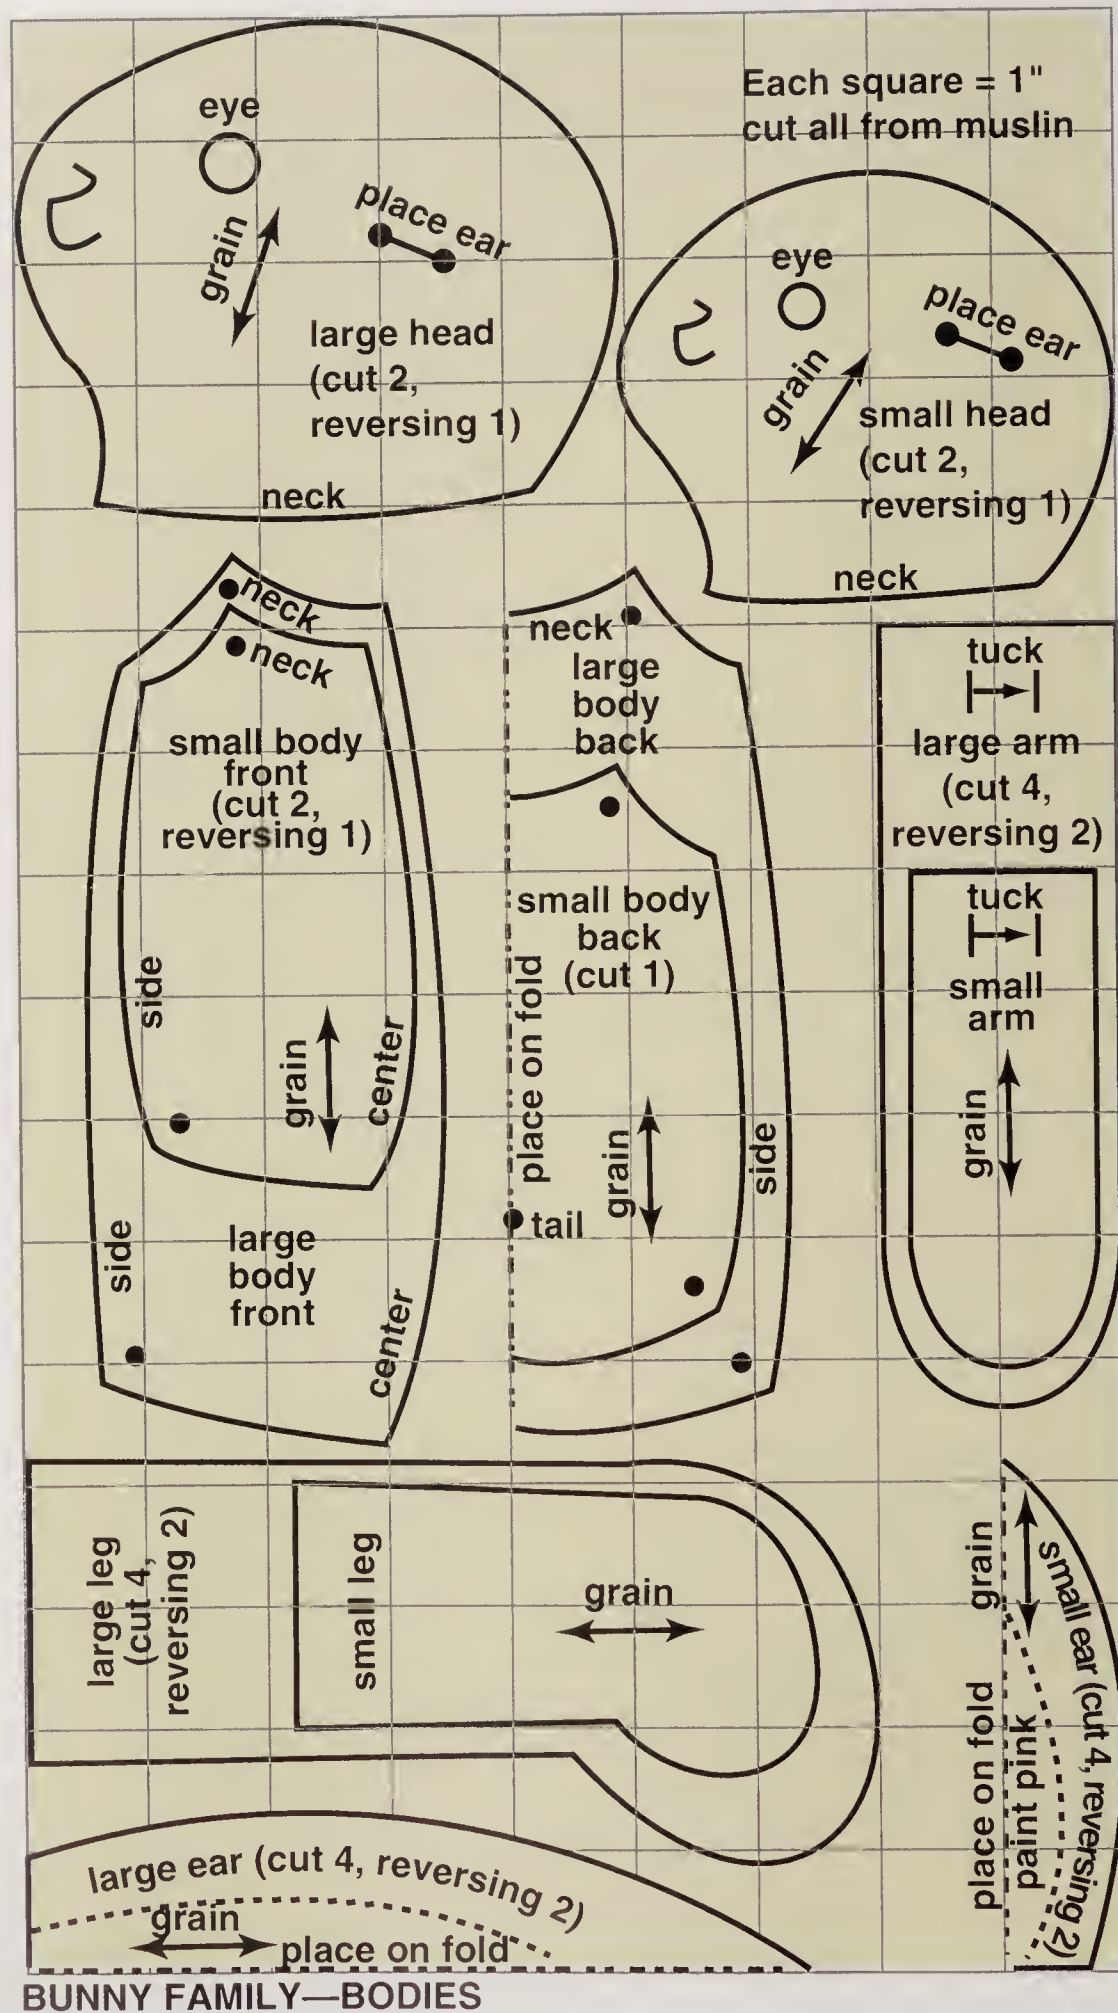 Each square = 1"
cut all from muslin
eye
place ear
grain
large head
(cut 2,
reversing 1)
neck
eye
place ear
grain
small head
(cut 2,
reversing 1)
neck
neck
neck
small body
front
(cut 2,
reversing 1)
side
grain
center
side
large
body
front
center
neck
large
body
back
small body
back
(cut 1)
place on fold
grain
side
tail
tuck
large arm
(cut 4,
reversing 2)
tuck
small
arm
grain
large leg
(cut 4,
reversing 2)
small leg
grain
grain
small ear (cut 4, reversing 2)
place on fold
paint pink
large ear (cut 4, reversing 2)
grain
place on fold
BUNNY FAMILY—BODIES